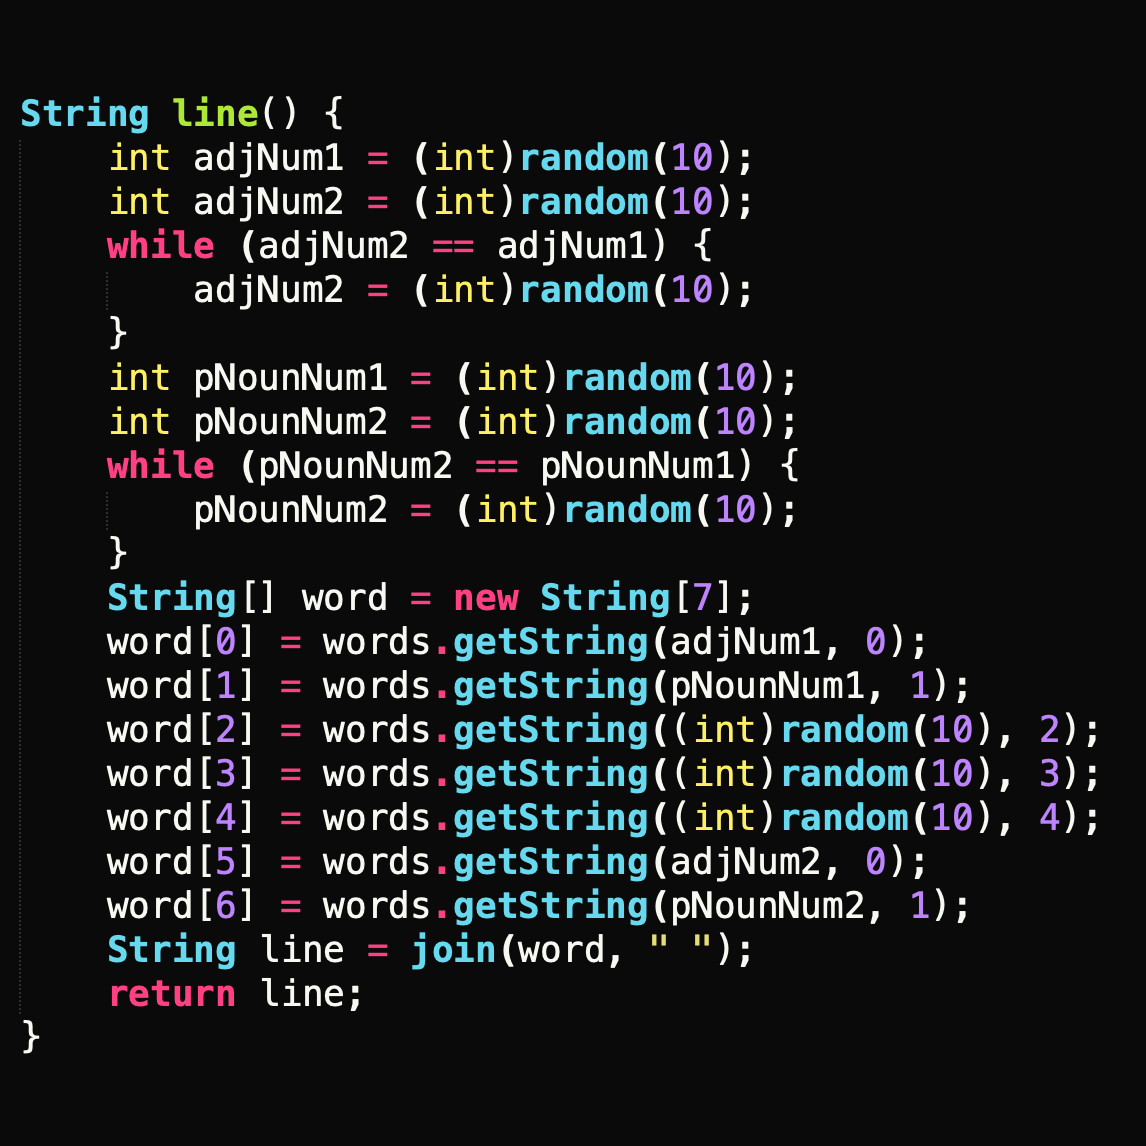 String line() {
    int adjNum1 = (int)random(10);
    int adjNum2 = (int)random(10);
    while (adjNum2 == adjNum1) {
        adjNum2 = (int)random(10);
    }
    int pNounNum1 = (int)random(10);
    int pNounNum2 = (int)random(10);
    while (pNounNum2 == pNounNum1) {
        pNounNum2 = (int)random(10);
    }
    String[] word = new String[7];
    word[0] = words.getString(adjNum1, 0);
    word[1] = words.getString(pNounNum1, 1);
    word[2] = words.getString((int)random(10), 2);
    word[3] = words.getString((int)random(10), 3);
    word[4] = words.getString((int)random(10), 4);
    word[5] = words.getString(adjNum2, 0);
    word[6] = words.getString(pNounNum2, 1);
    String line = join(word, " ");
    return line;
}